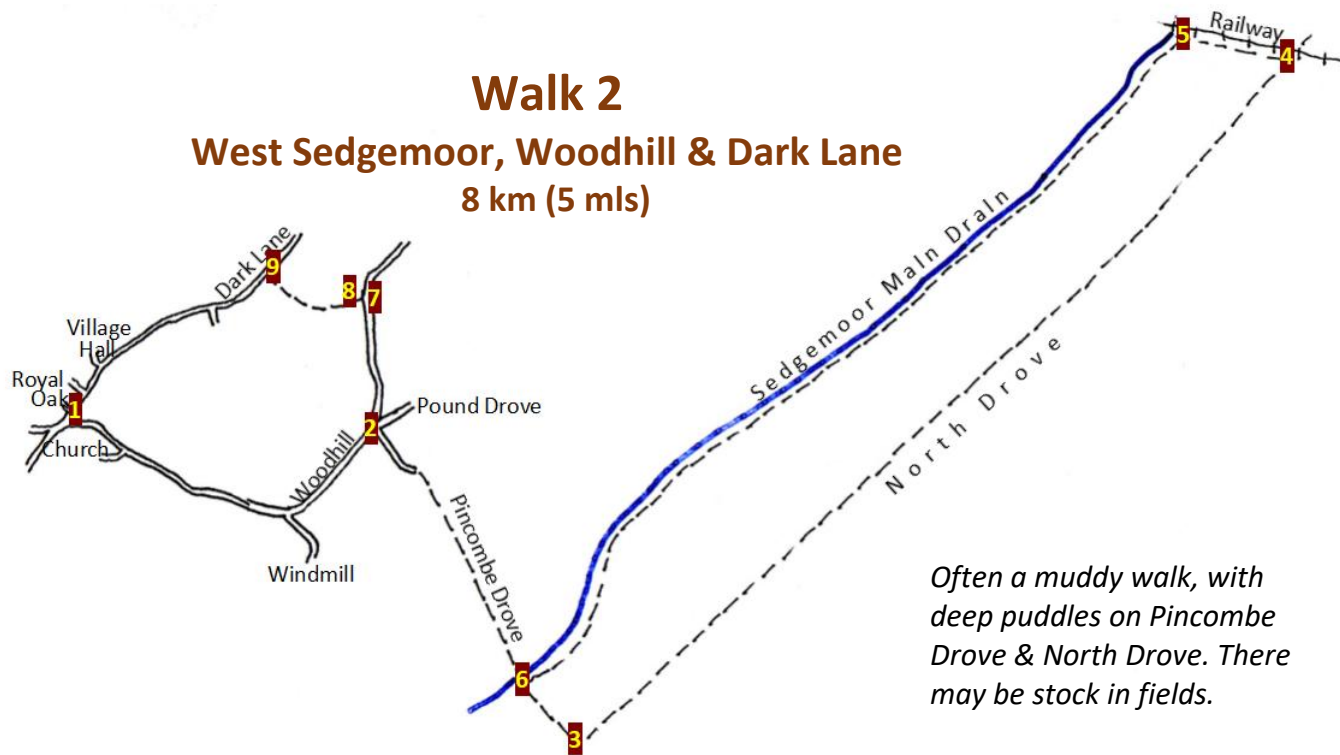 Walk 2
West Sedgemoor, Woodhill & Dark Lane
8 km (5 mls)
Railway
5
4
Dark Lane
9
8
7
Village
Hall
Royal
Oak
1
Church
2
Pound Drove
Woodhill
Windmill
Pincombe Drove
Sedgemoor Main Drain
North Drove
6
3
Often a muddy walk, with
deep puddles on Pincombe
Drove & North Drove. There
may be stock in fields.